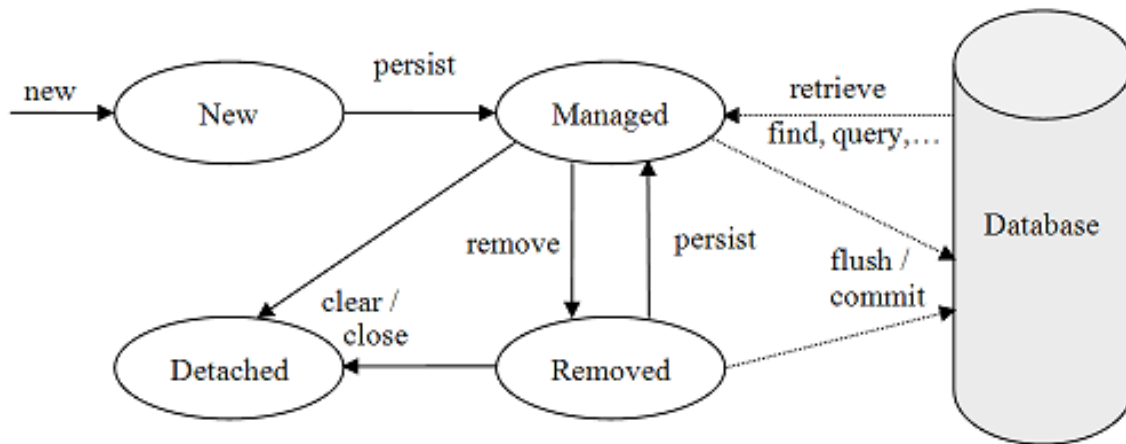 new
New
persist
Managed
retrieve
find, query,...
Database
remove
persist
flush /
commit
clear /
close
Detached
Removed